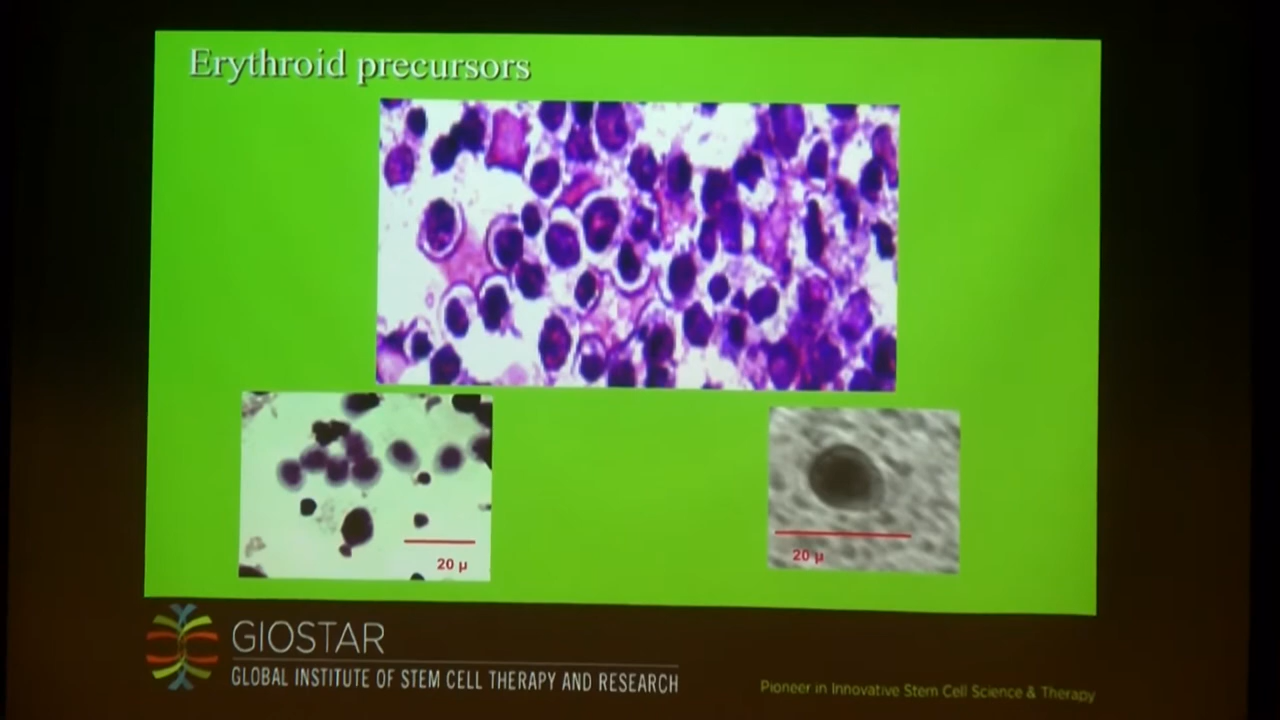 Erythroid precursors
20 µ
20 µ
GIOSTAR
GLOBAL INSTITUTE OF STEM CELL THERAPY AND RESEARCH
Pioneer in Innovative Stem Cell Science & Therapy